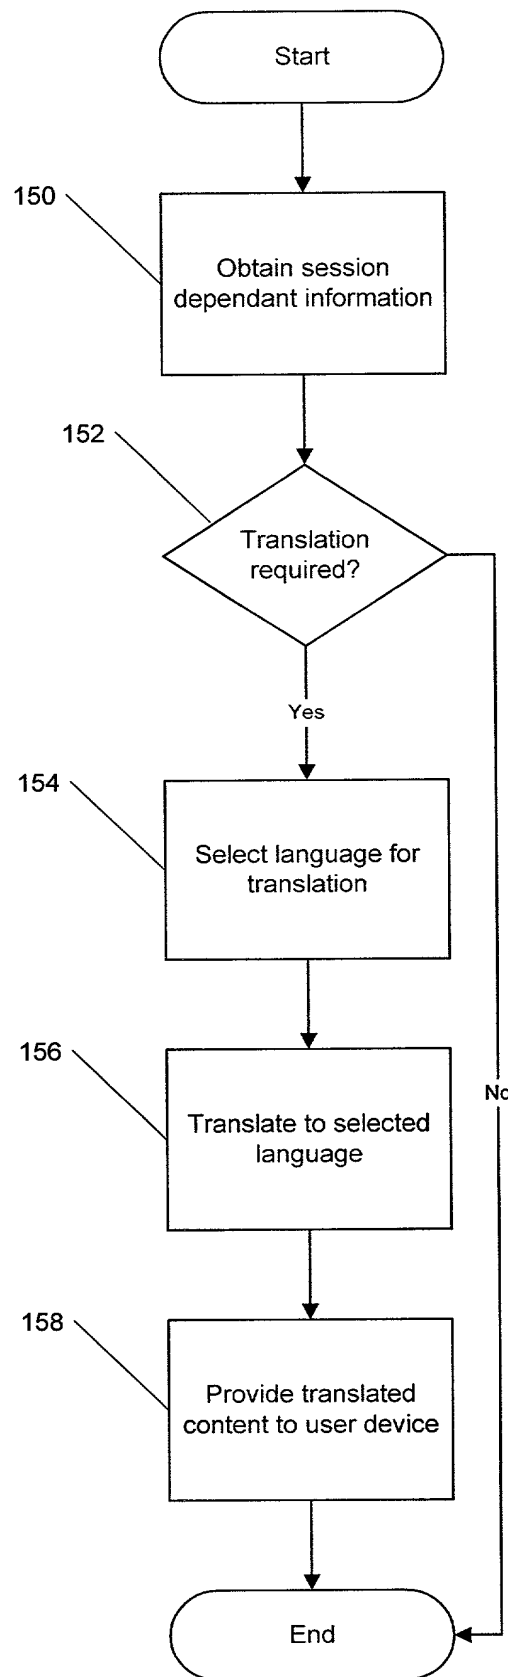 Start
150
Obtain session
dependant information
152
Translation
required?
Yes
154
Select language for
translation
156
Translate to selected
language
No
158
Provide translated
content to user device
End